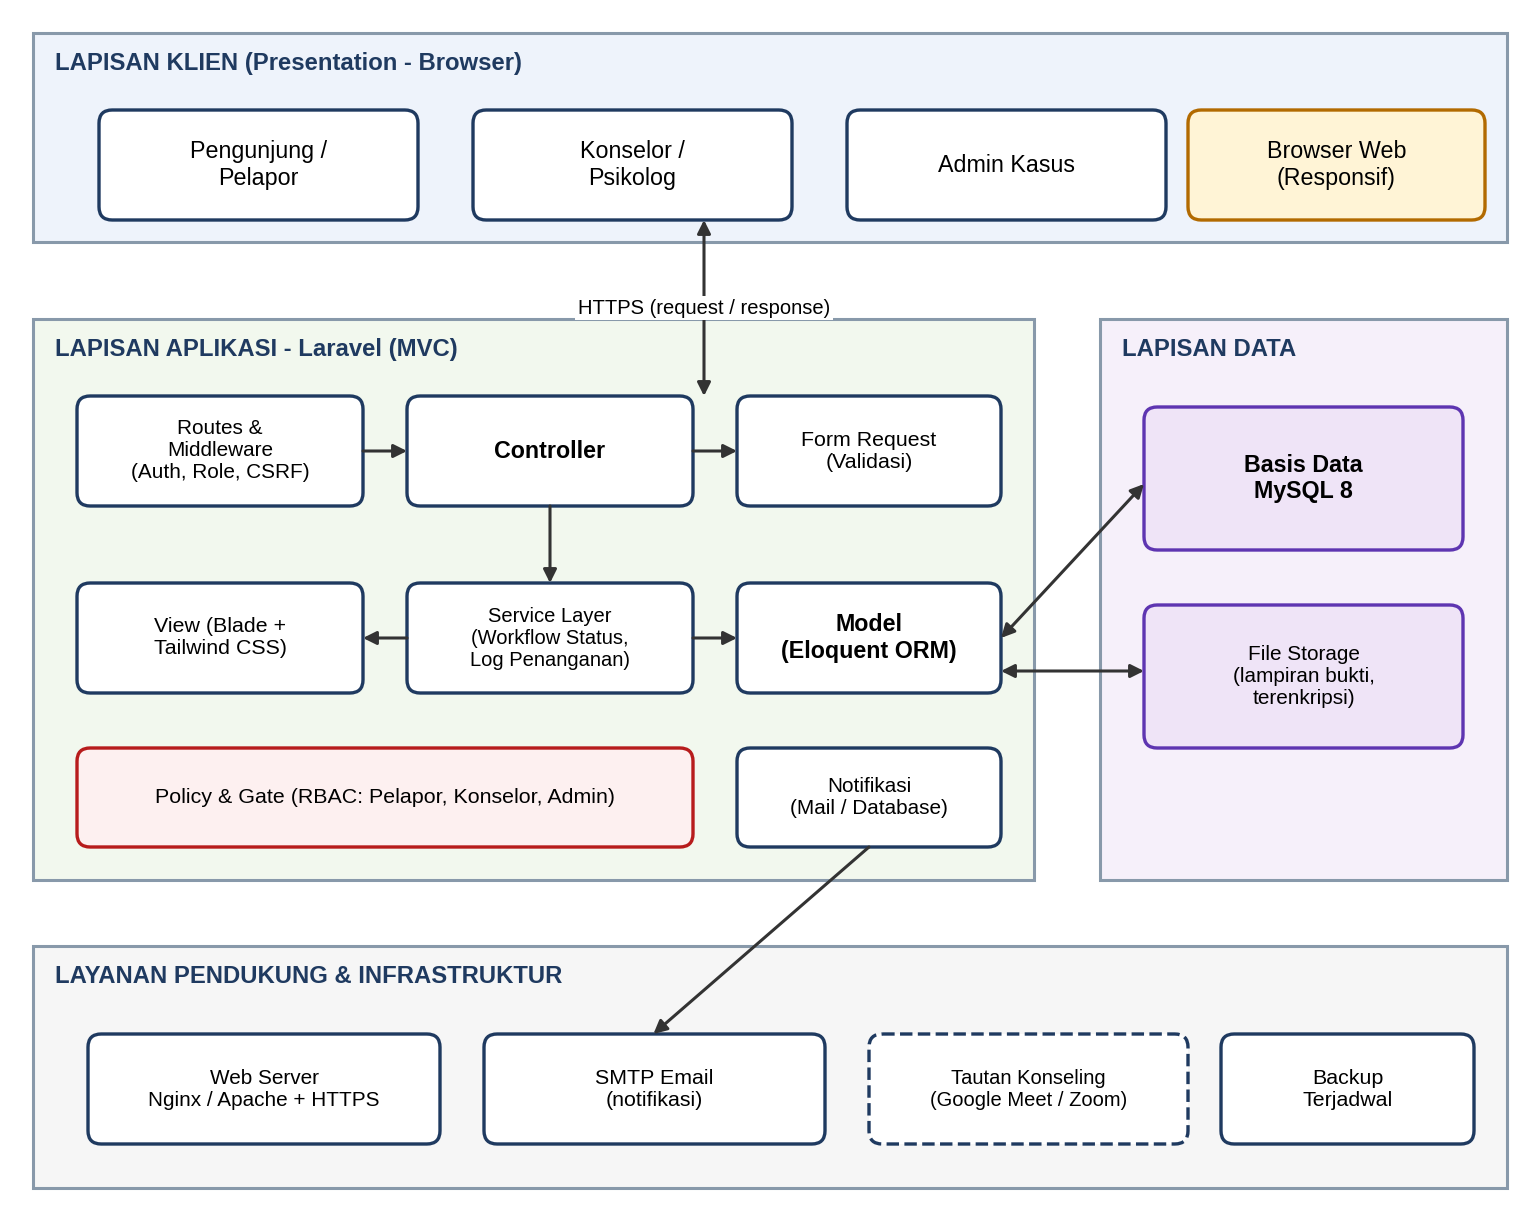 LAPISAN KLIEN (Presentation - Browser)
Pengunjung /
Pelapor
Konselor /
Psikolog
Admin Kasus
Browser Web
(Responsif)
HTTPS (request / response)
LAPISAN APLIKASI - Laravel (MVC)
Routes &
Middleware
(Auth, Role, CSRF)
Controller
Form Request
(Validasi)
View (Blade +
Tailwind CSS)
Service Layer
(Workflow Status,
Log Penanganan)
Model
(Eloquent ORM)
Policy & Gate (RBAC: Pelapor, Konselor, Admin)
Notifikasi
(Mail / Database)
LAPISAN DATA
Basis Data
MySQL 8
File Storage
(lampiran bukti,
terenkripsi)
LAYANAN PENDUKUNG & INFRASTRUKTUR
Web Server
Nginx / Apache + HTTPS
SMTP Email
(notifikasi)
Tautan Konseling
(Google Meet / Zoom)
Backup
Terjadwal